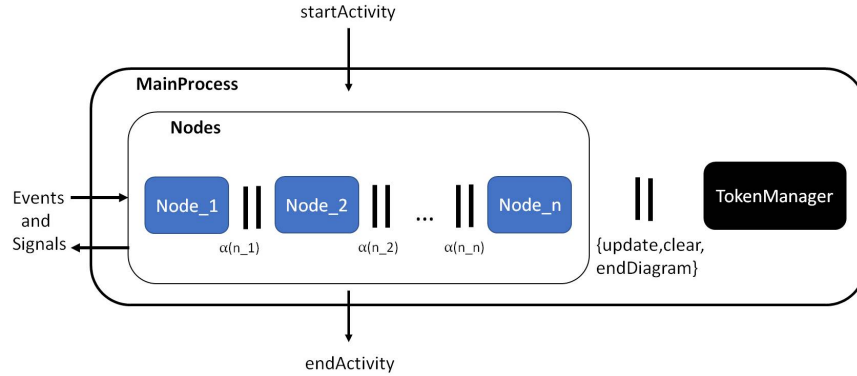 startActivity
MainProcess
Nodes
Events
and
Signals
Node_1
||
Node_2
||
...
||
Node_n
||
TokenManager
α(n_1)
α(n_2)
α(n_n)
{update,clear,
endDiagram}
endActivity